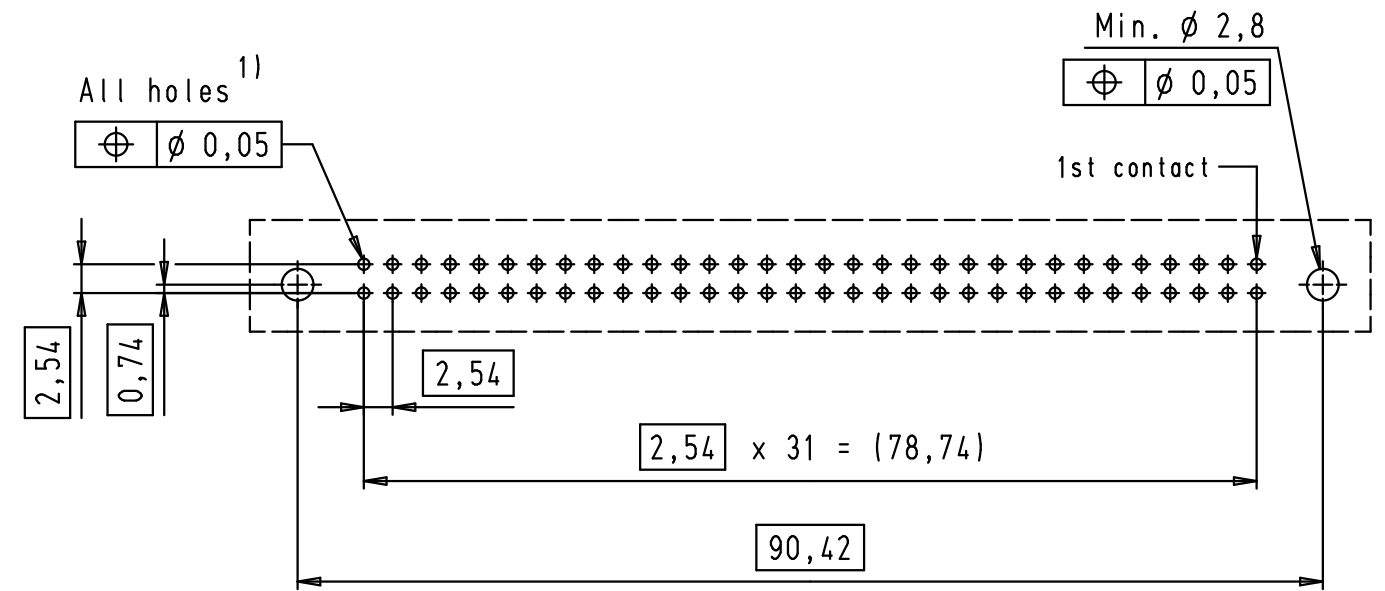 Min. ⌀ 2,8
⌖ ⌀ 0,05
All holes 1)
⌖ ⌀ 0,05
1st contact
2,54
0,74
2,54
2,54 x 31 = (78,74)
90,42